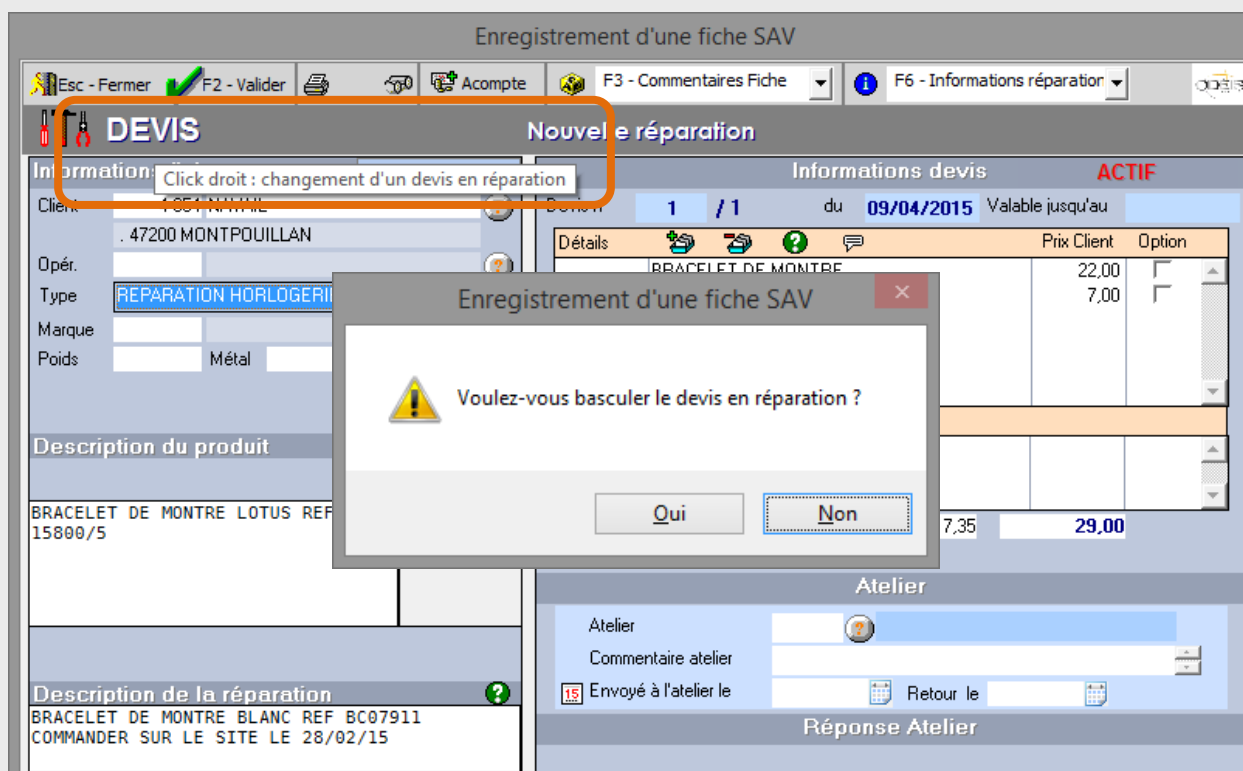 Enregistrement d'une fiche SAV
Esc - Fermer F2 - Valider Acompte F3 - Commentaires Fiche F6 - Informations réparation
DEVIS Nouvelle réparation
Click droit : changement d'un devis en réparation
Informations devis ACTIF
Client
1 / 1 du 09/04/2015 Valable jusqu'au
. 47200 MONTPOUILLAN
Détails Prix Client Option
BRACELET DE MONTRE 22,00
Opér.
7,00
Type REPARATION HORLOGERI
Marque
Poids Métal
Enregistrement d'une fiche SAV
Voulez-vous basculer le devis en réparation ?
Oui Non
Description du produit
BRACELET DE MONTRE LOTUS REF
15800/5
7,35 29,00
Atelier
Atelier
Commentaire atelier
15 Envoyé à l'atelier le Retour le
Réponse Atelier
Description de la réparation
BRACELET DE MONTRE BLANC REF BC07911
COMMANDER SUR LE SITE LE 28/02/15